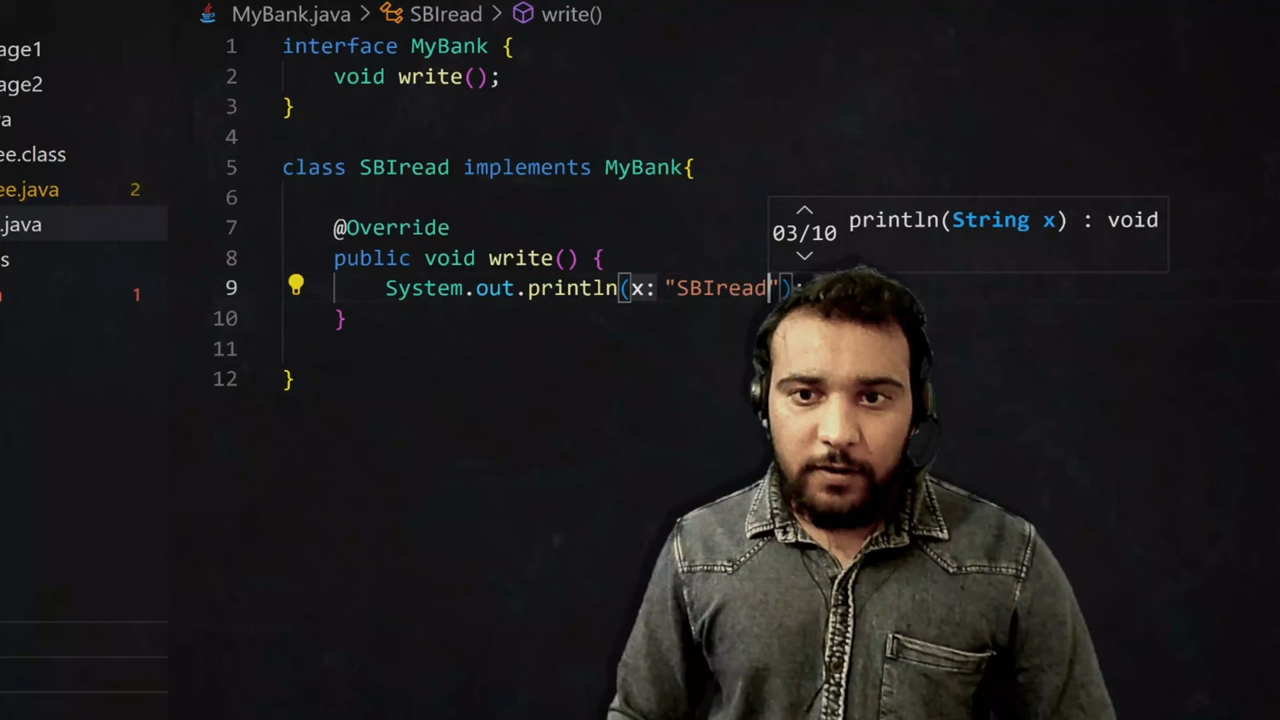 MyBank.java > SBIread > write()
age1
age2
a
ee.class
ee.java 2
.java
s
1
1 interface MyBank {
2 void write();
3 }
4
5 class SBIread implements MyBank{
6
7 @Override
8 public void write() {
9 System.out.println(x: "SBIread");
10 }
11
12 }
03/10 println(String x) : void